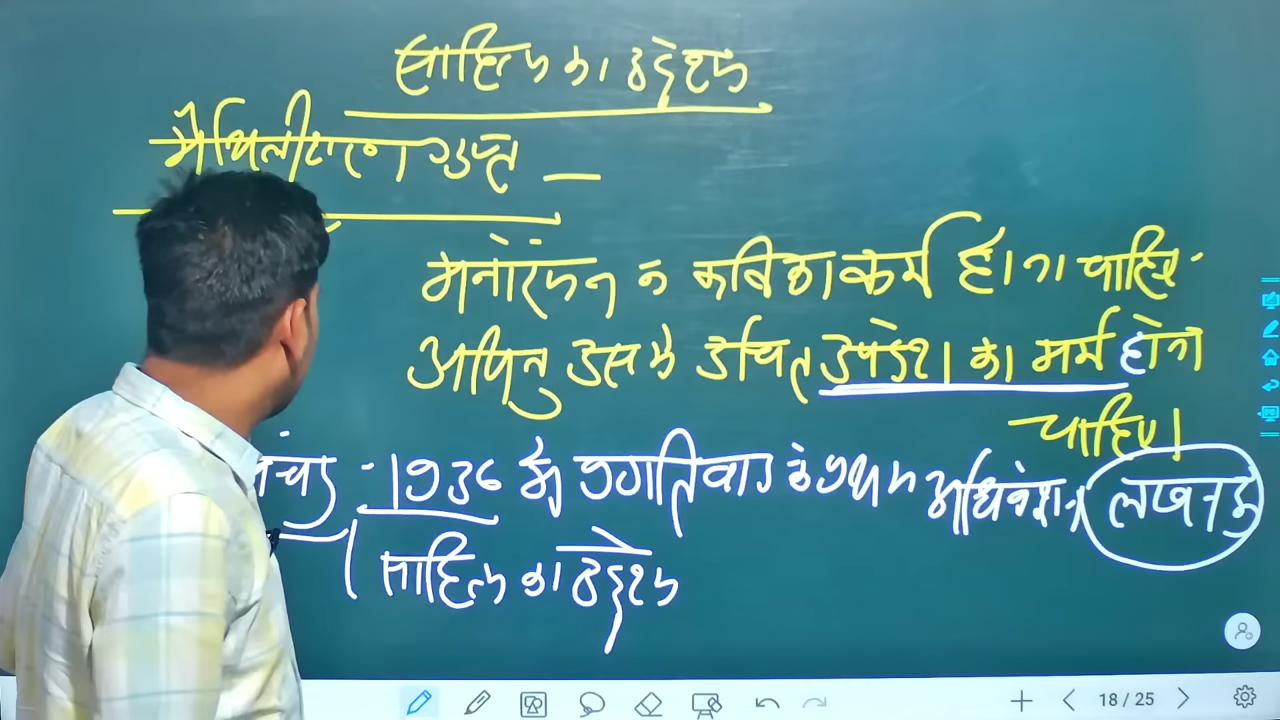 साहित्य का उद्देश्य
मैथिलीशरण गुप्त —
मनोरंजन न कवि का कर्म होना चाहिए
अपितु उसमें उचित उपदेश का मर्म होना
चाहिए।
1936 में प्रगतिवाद के प्रथम अधिवेशन लखनऊ
साहित्य का उद्देश्य
18 / 25